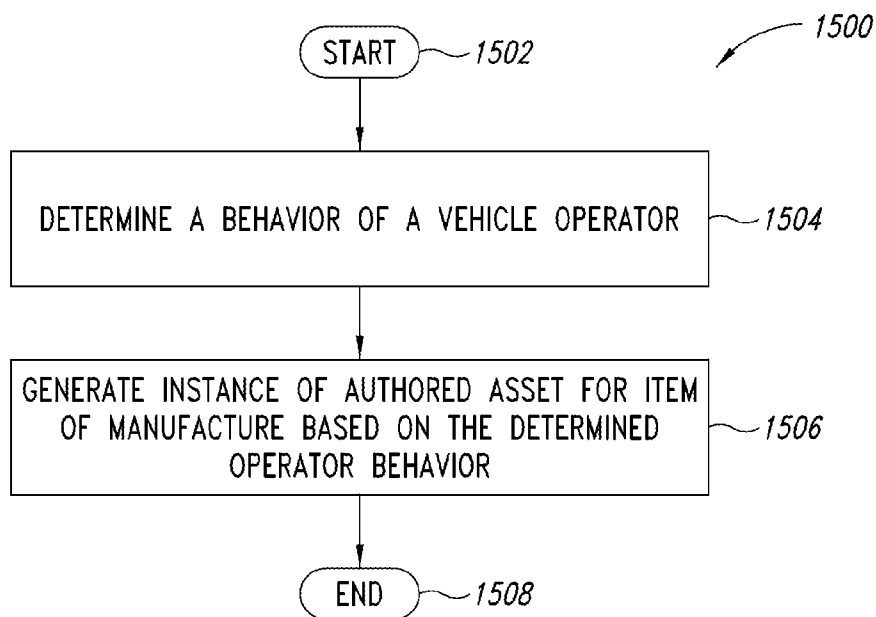 1500
START 1502
DETERMINE A BEHAVIOR OF A VEHICLE OPERATOR 1504
GENERATE INSTANCE OF AUTHORED ASSET FOR ITEM
OF MANUFACTURE BASED ON THE DETERMINED 1506
OPERATOR BEHAVIOR
END 1508